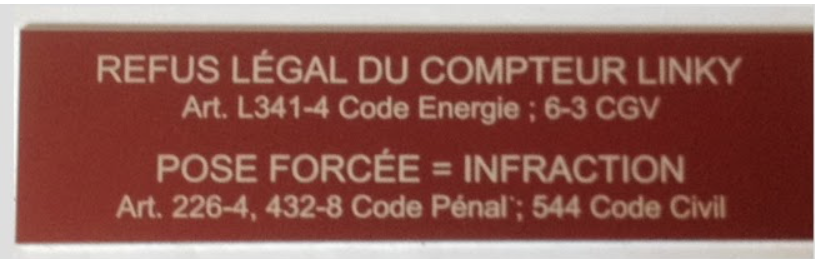 REFUS LÉGAL DU COMPTEUR LINKY
Art. L341-4 Code Energie ; 6-3 CGV
POSE FORCÉE = INFRACTION
Art. 226-4, 432-8 Code Pénal ; 544 Code Civil